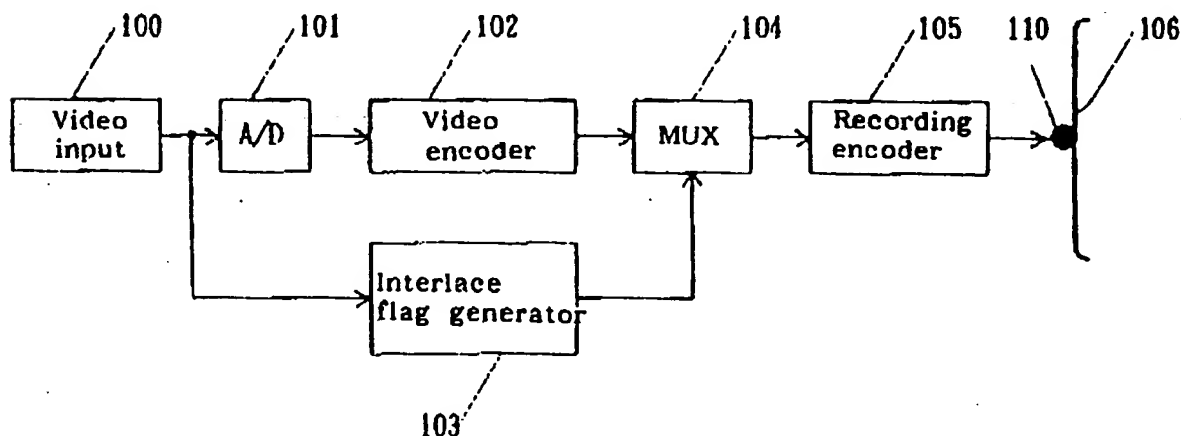 100
101
102
104
105
110
106
Video
input
A/D
Video
encoder
MUX
Recording
encoder
Interlace
flag generator
103